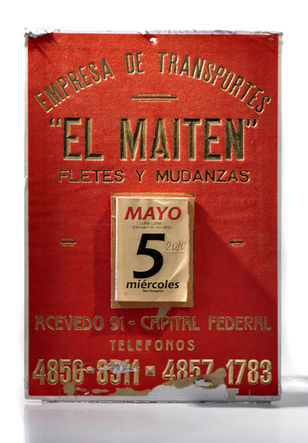 EMPRESA DE TRANSPORTES
"EL MAITEN"
FLETES Y MUDANZAS
MAYO
5
2010
miércoles
ACEVEDO 91 - CAPITAL FEDERAL
TELEFONOS
4856-6711 - 4857-1783